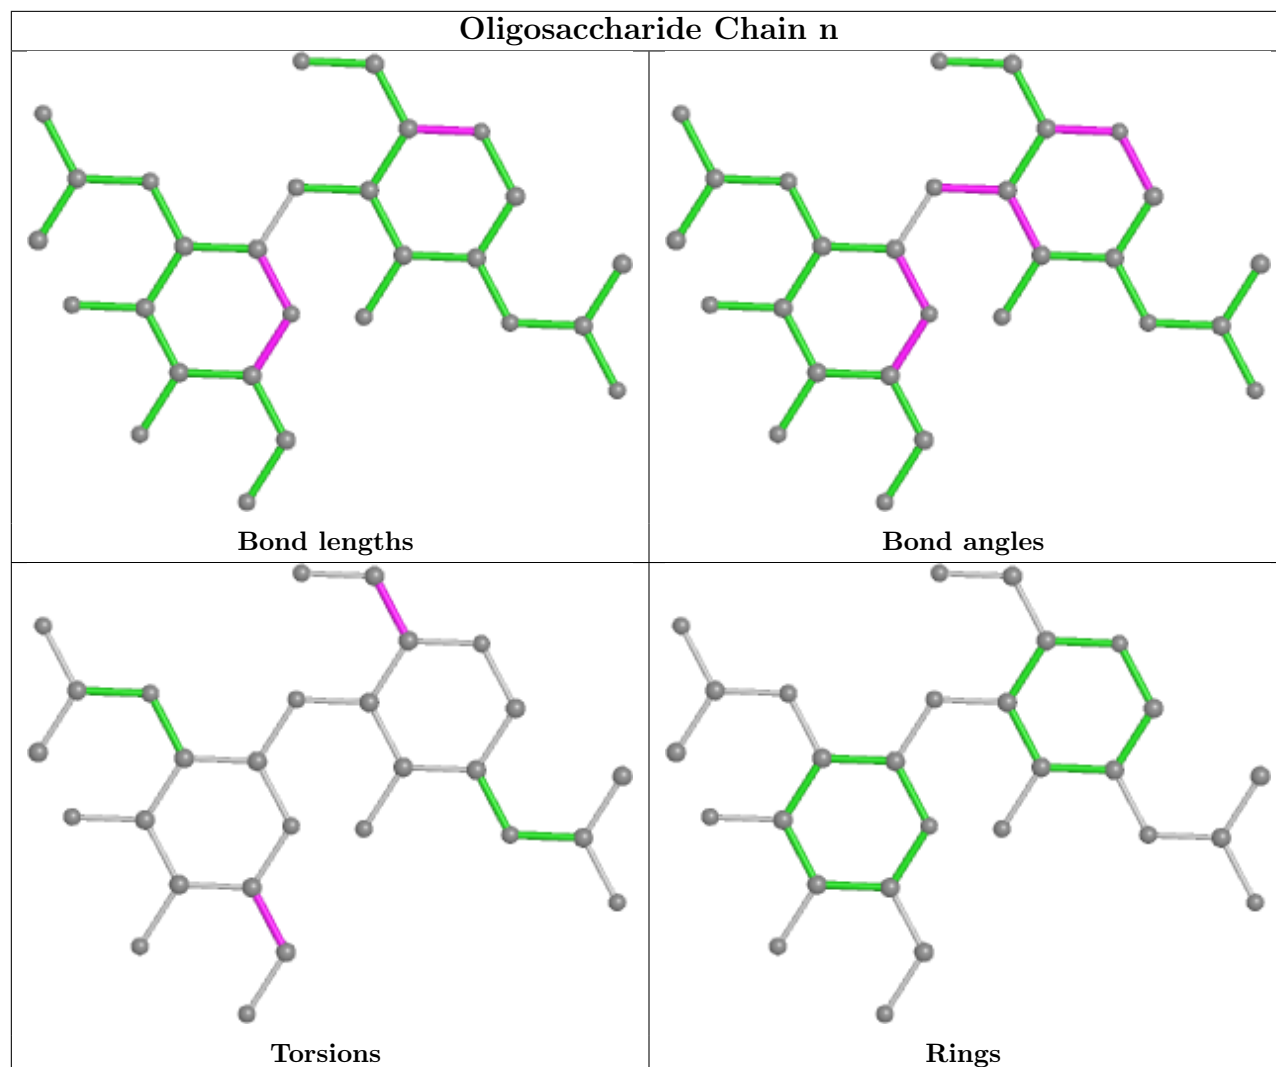 Oligosaccharide Chain n
Bond lengths
Bond angles
Torsions
Rings